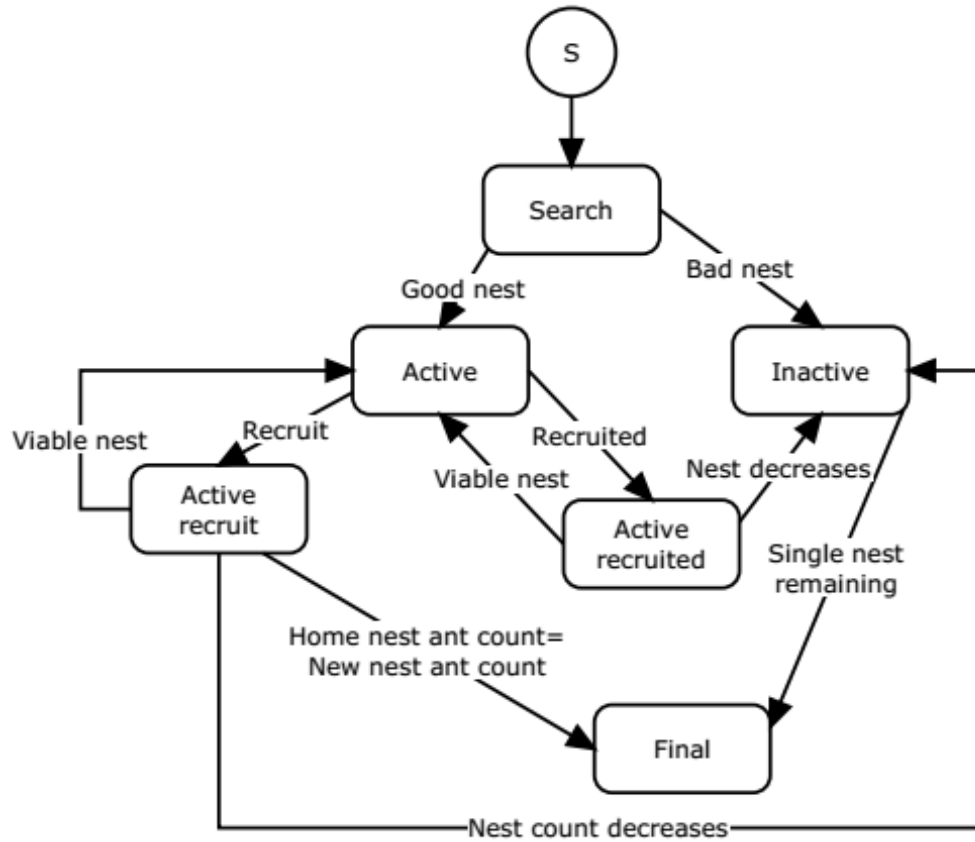 S
Search
Bad nest
Good nest
Active
Inactive
Viable nest
Recruit
Recruited
Viable nest
Nest decreases
Active
recruit
Active
recruited
Single nest
remaining
Home nest ant count=
New nest ant count
Final
Nest count decreases